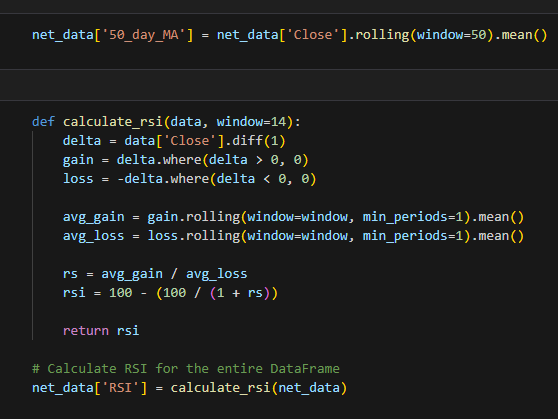 net_data['50_day_MA'] = net_data['Close'].rolling(window=50).mean()
def calculate_rsi(data, window=14):
    delta = data['Close'].diff(1)
    gain = delta.where(delta > 0, 0)
    loss = -delta.where(delta < 0, 0)
    avg_gain = gain.rolling(window=window, min_periods=1).mean()
    avg_loss = loss.rolling(window=window, min_periods=1).mean()
    rs = avg_gain / avg_loss
    rsi = 100 - (100 / (1 + rs))
    return rsi
# Calculate RSI for the entire DataFrame
net_data['RSI'] = calculate_rsi(net_data)